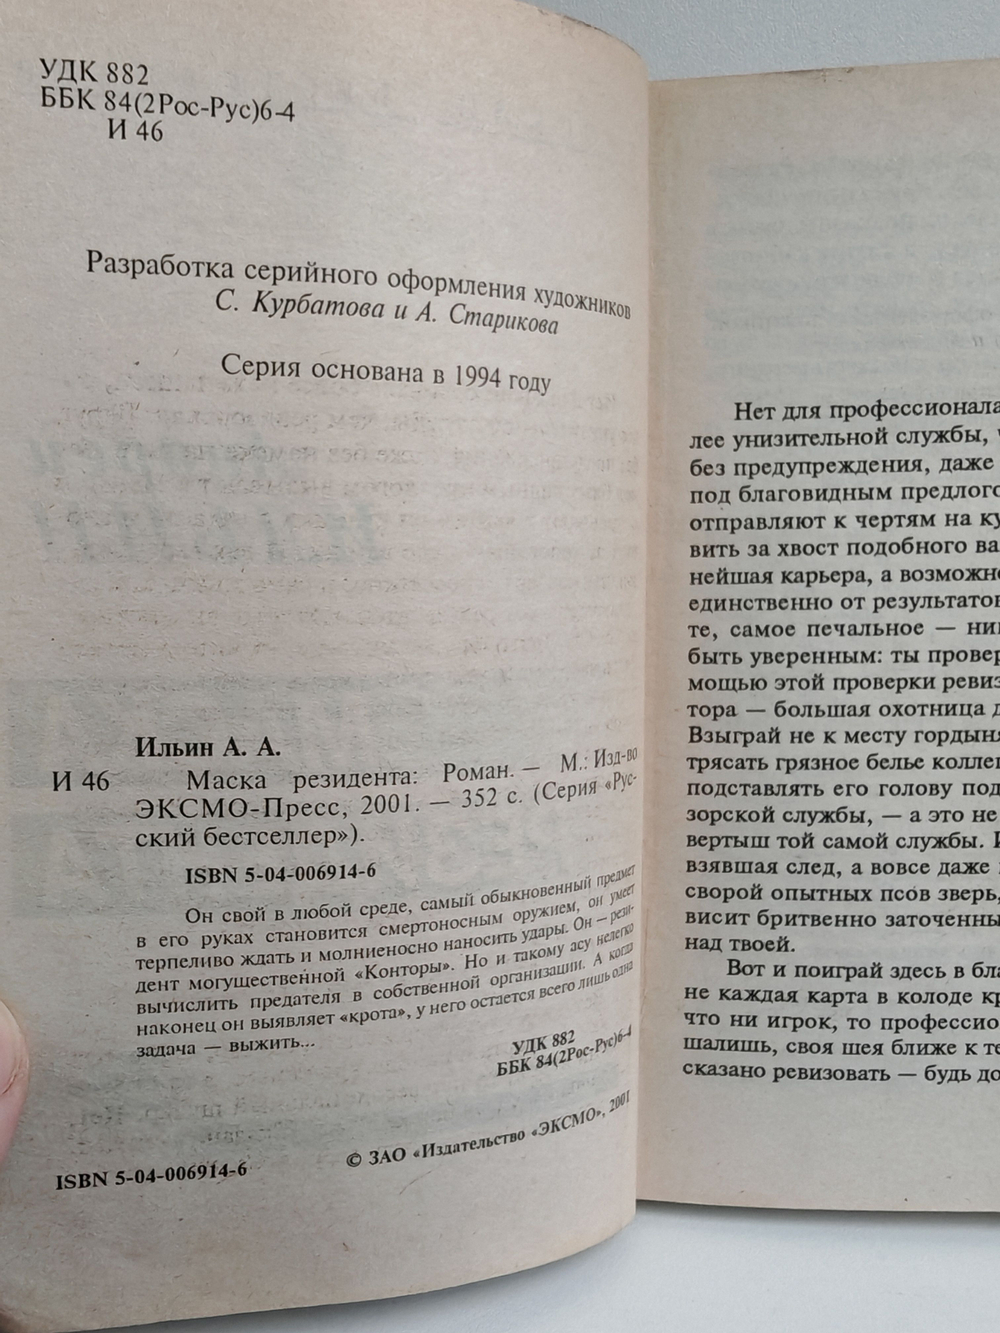 УДК 882
ББК 84(2Рос-Рус)6-4
И 46
Разработка серийного оформления художников
С. Курбатова и А. Старикова
Серия основана в 1994 году
Ильин А. А.
И 46 Маска резидента: Роман. — М.: Изд-во
ЭКСМО-Пресс, 2001. — 352 с. (Серия «Рус-
ский бестселлер»).
ISBN 5-04-006914-6
Он свой в любой среде, самый обыкновенный предмет
в его руках становится смертоносным оружием, он умеет
терпеливо ждать и молниеносно наносить удары. Он — рези-
дент могущественной «Конторы». Но и такому асу нелегко
вычислить предателя в собственной организации. А когда
наконец он выявляет «крота», у него остается всего лишь одна
задача — выжить...
УДК 882
ББК 84(2Рос-Рус)6-4
ISBN 5-04-006914-6
© ЗАО «Издательство «ЭКСМО», 2001
Нет для профессионала
лее унизительной службы, ч
без предупреждения, даже
под благовидным предлого
отправляют к чертям на ку
вить за хвост подобного ва
нейшая карьера, а возможно
единственно от результатов
те, самое печальное — ни
быть уверенным: ты провер
мощью этой проверки ревиз
тора — большая охотница д
Взыграй не к месту гордыня
трясать грязное белье коллег
подставлять его голову под
зорской службы, — а это не
вертыш той самой службы. И
взявшая след, а вовсе даже
сворой опытных псов зверь,
висит бритвенно заточенны
над твоей.
Вот и поиграй здесь в бла
не каждая карта в колоде кр
что ни игрок, то профессио
шалишь, своя шея ближе к те
сказано ревизовать — будь до